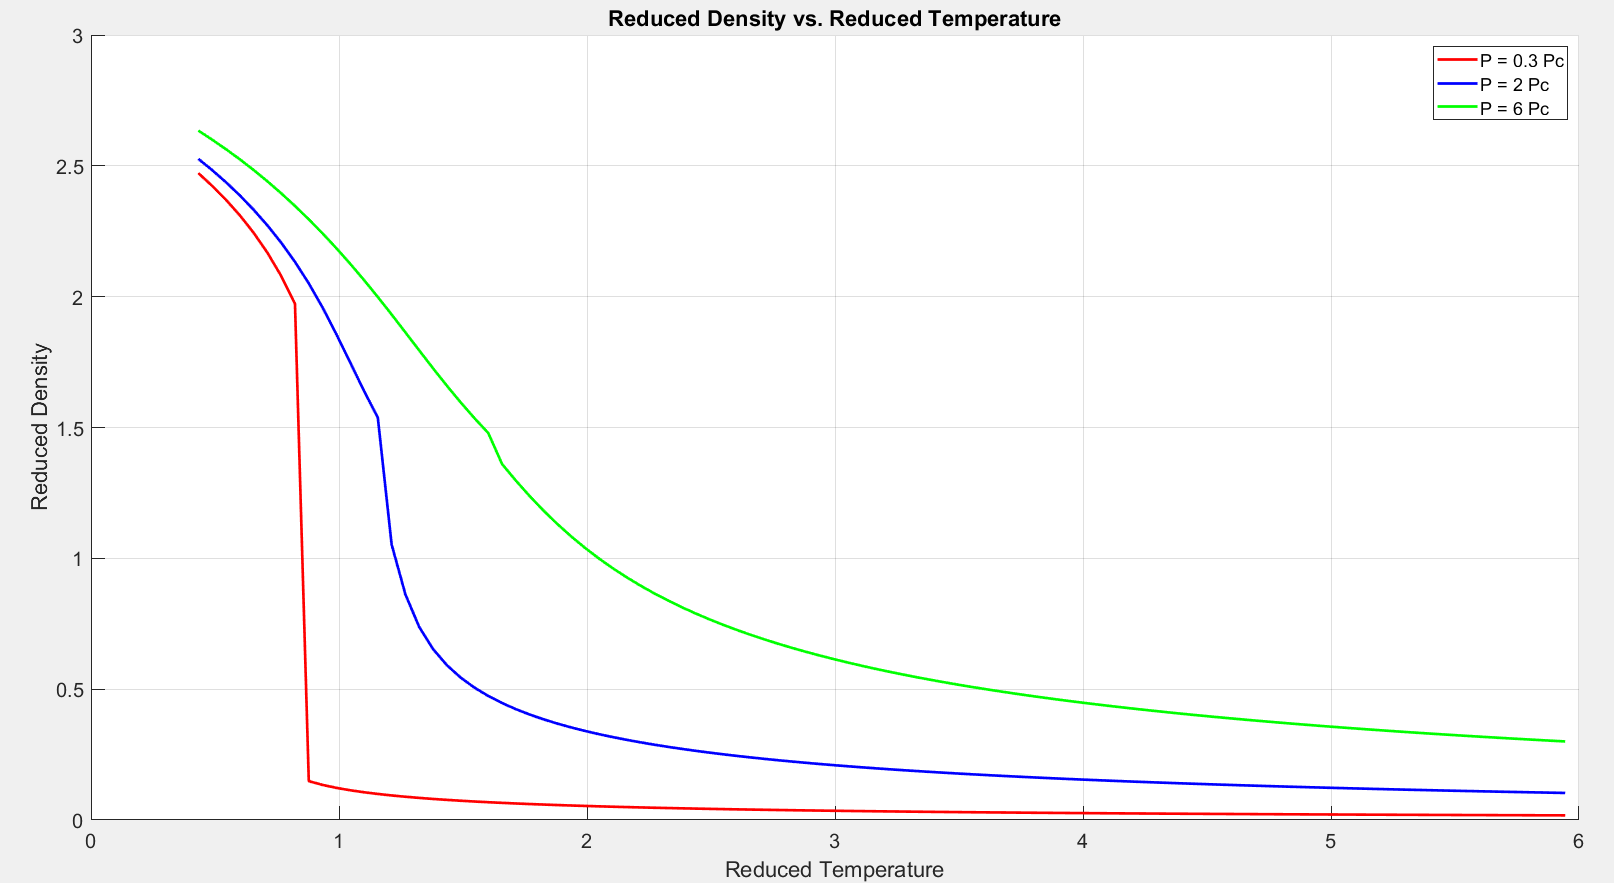 Reduced Density vs. Reduced Temperature
P = 0.3 Pc
P = 2 Pc
P = 6 Pc
3
2.5
2
1.5
1
0.5
0
Reduced Density
0 1 2 3 4 5 6
Reduced Temperature